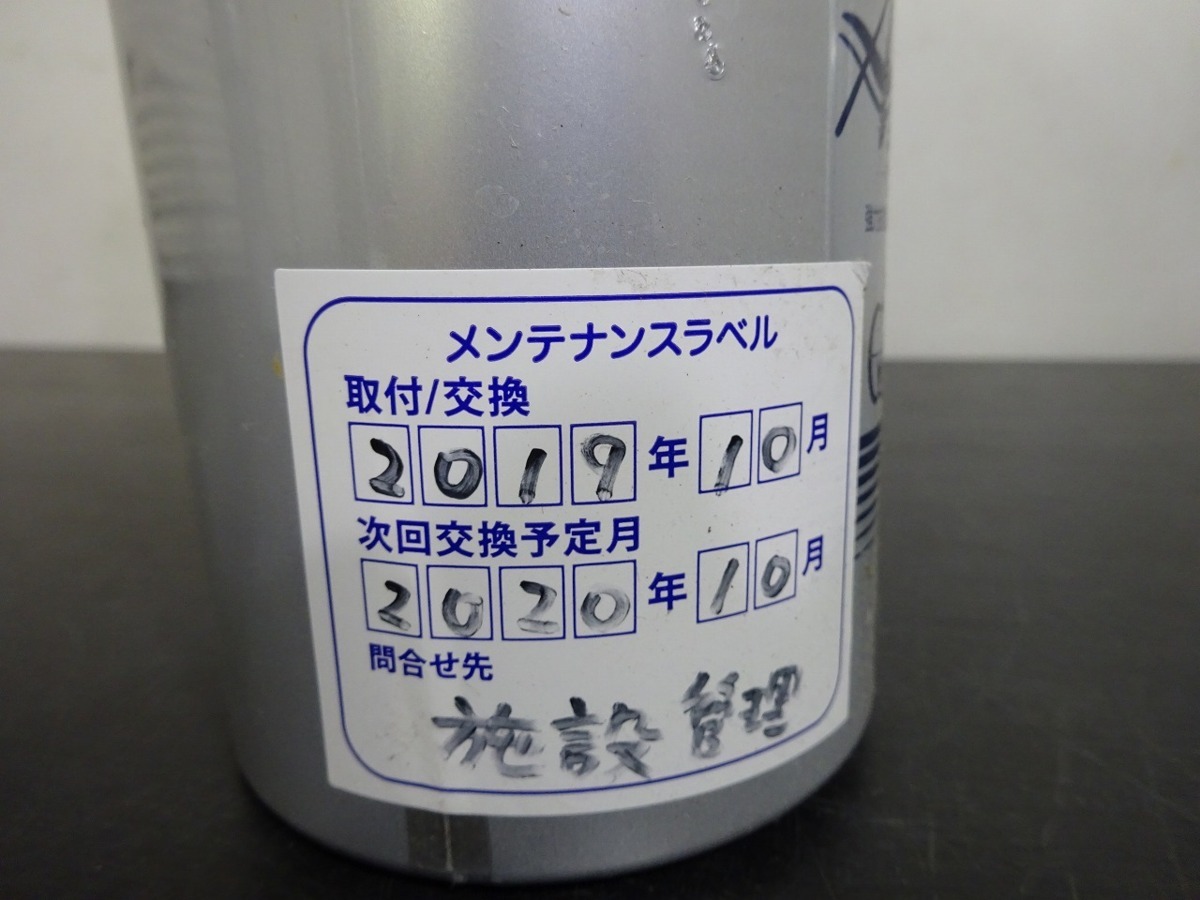 メンテナンスラベル
取付/交換
2019年10月
次回交換予定月
2020年10月
問合せ先
施設管理